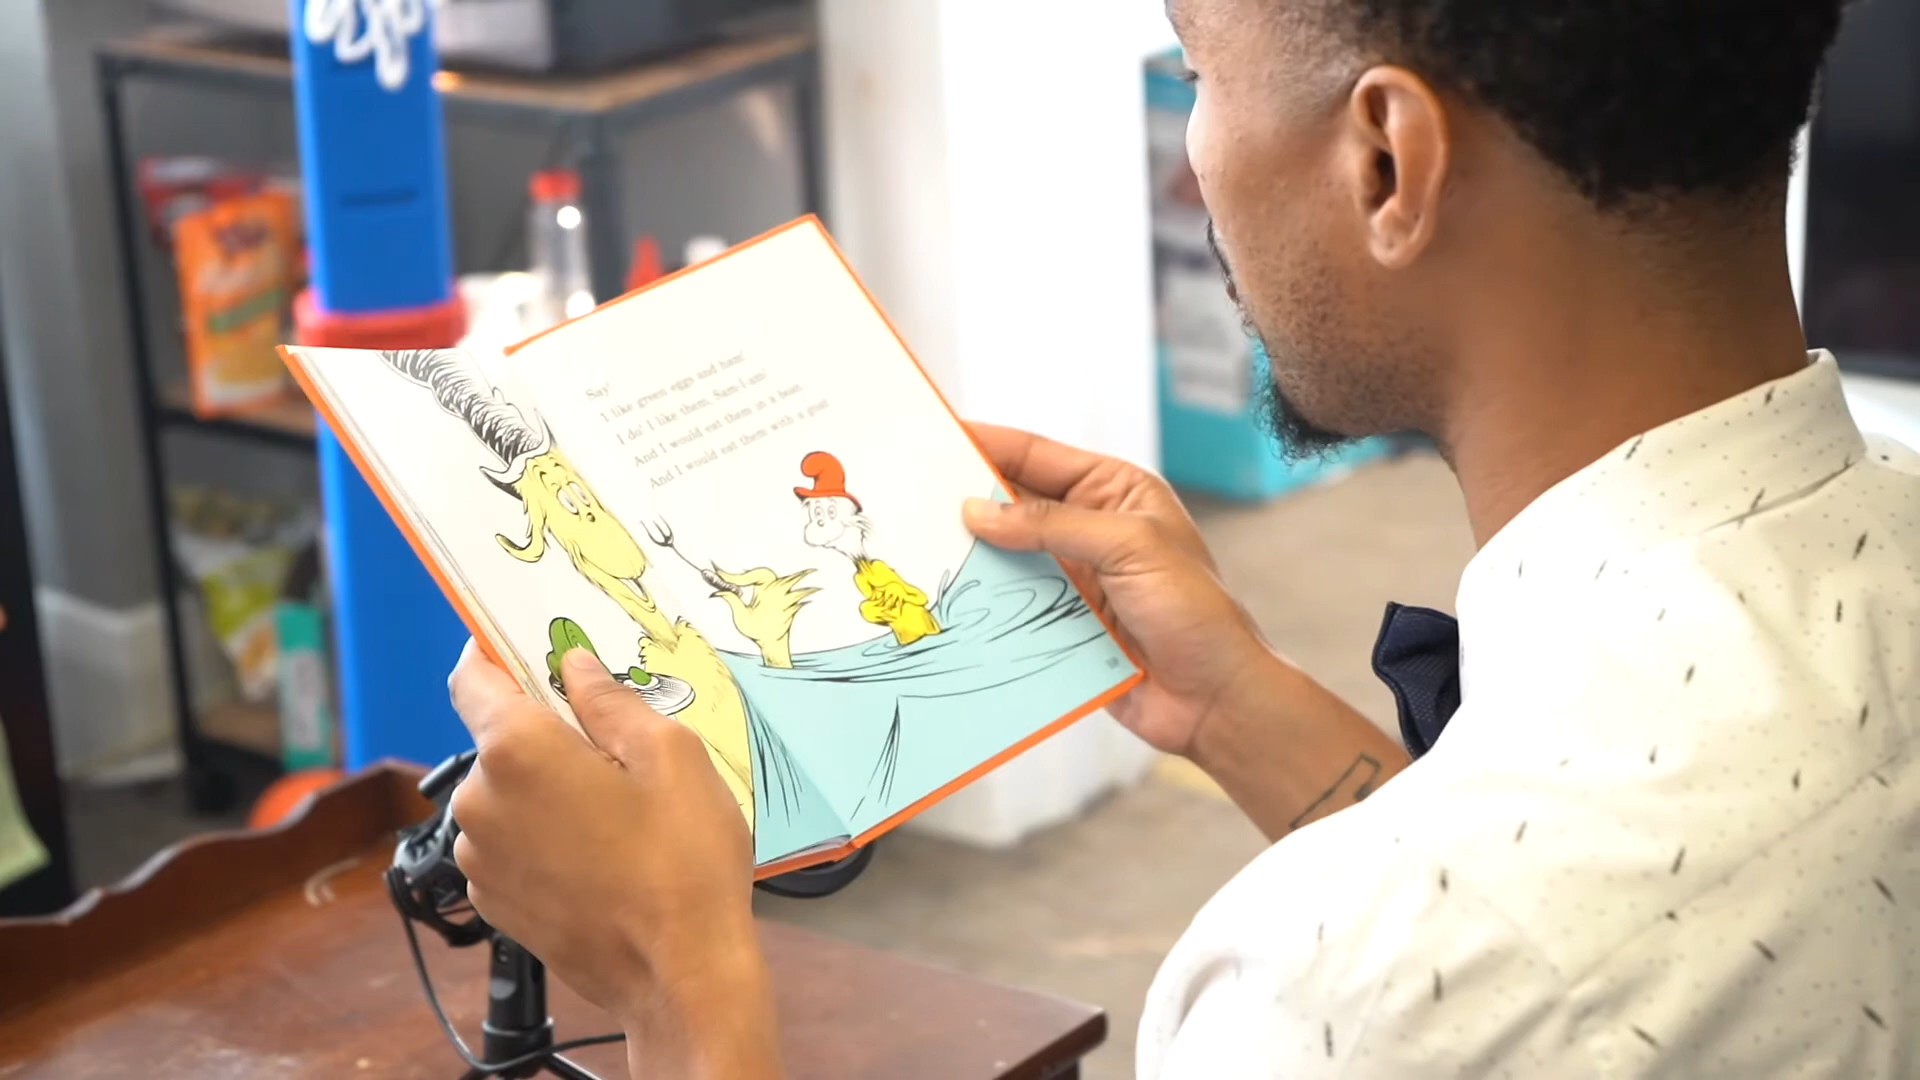 Say!
I like green eggs and ham!
I do! I like them, Sam-I-am!
And I would eat them in a boat.
And I would eat them with a goat...
59